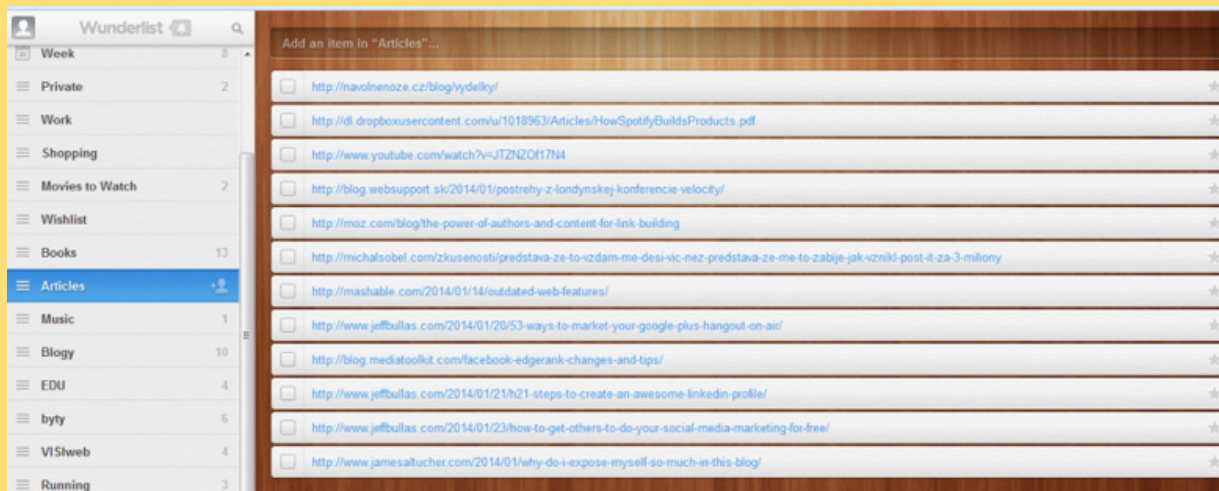 Wunderlist
Week 8
Private 2
Work
Shopping
Movies to Watch 2
Wishlist
Books 13
Articles
Music 1
Blogy 10
EDU 4
byty 6
VISIweb 4
Running 3
Add an item in "Articles"...
http://navolnenoze.cz/blog/vydelky/
http://dl.dropboxusercontent.com/u/1018963/Articles/HowSpotifyBuildsProducts.pdf
http://www.youtube.com/watch?v=JTZNZOf17N4
http://blog.websupport.sk/2014/01/postrehy-z-londynskej-konferencie-velocity/
http://moz.com/blog/the-power-of-authors-and-content-for-link-building
http://michalsobel.com/zkusenosti/predstava-ze-to-vzdam-me-desi-vic-nez-predstava-ze-me-to-zabije-jak-vznikl-post-it-za-3-miliony
http://mashable.com/2014/01/14/outdated-web-features/
http://www.jeffbullas.com/2014/01/20/53-ways-to-market-your-google-plus-hangout-on-air/
http://blog.mediatoolkit.com/facebook-edgerank-changes-and-tips/
http://www.jeffbullas.com/2014/01/21/h21-steps-to-create-an-awesome-linkedin-profile/
http://www.jeffbullas.com/2014/01/23/how-to-get-others-to-do-your-social-media-marketing-for-free/
http://www.jamesaltucher.com/2014/01/why-do-i-expose-myself-so-much-in-this-blog/